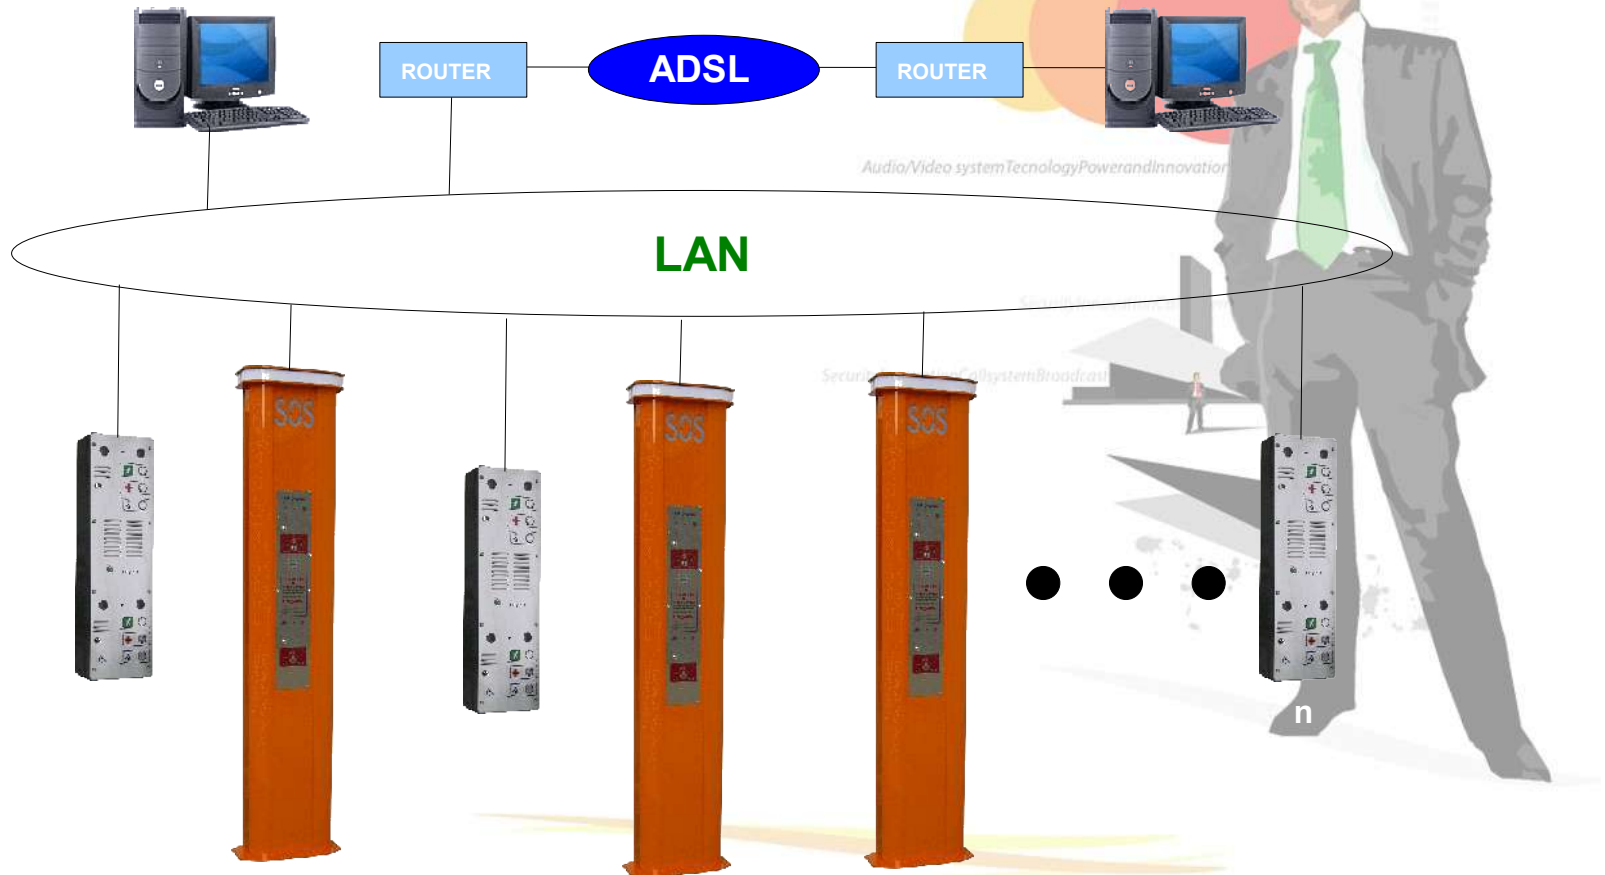 ROUTER
ADSL
ROUTER
Audio/Video systemTecnologyPowerandInnovation
LAN
SOS
SOS
SOS
n